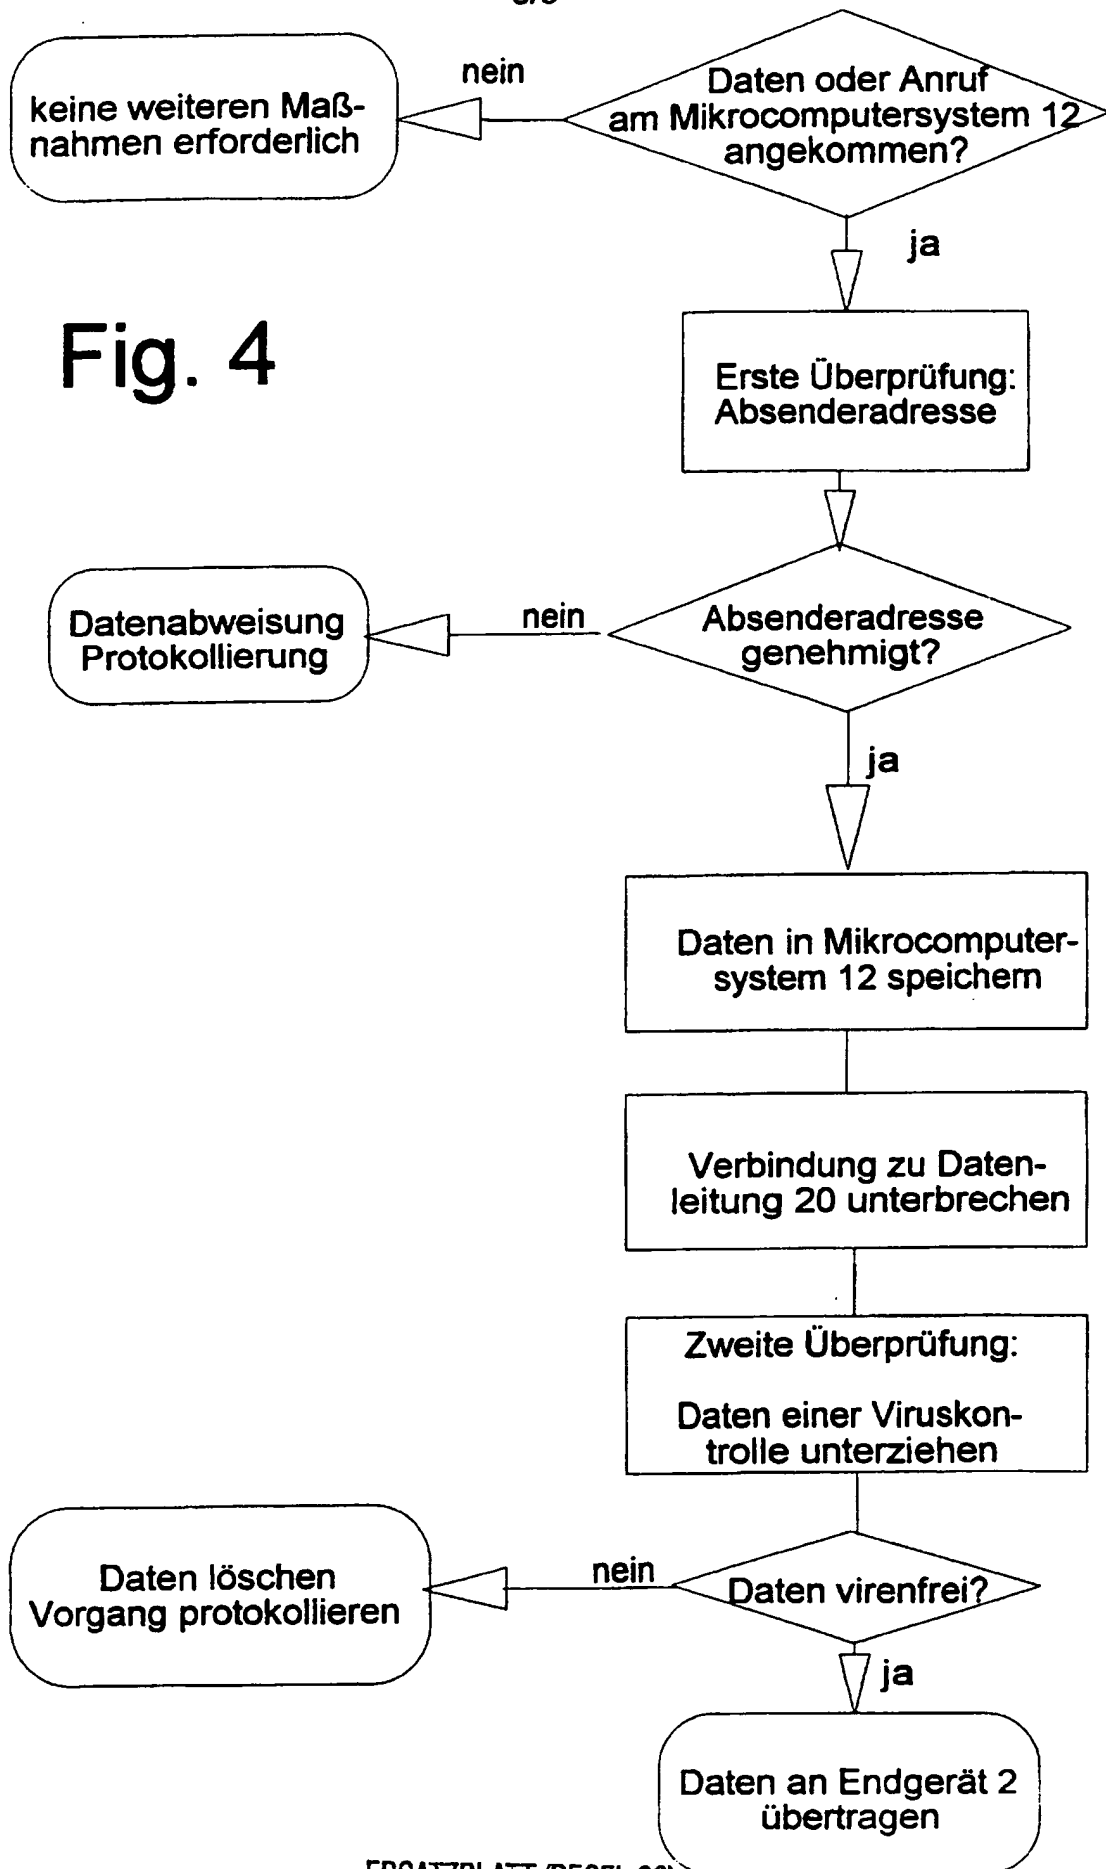 nein
Daten oder Anruf
am Mikrocomputersystem 12
angekommen?
keine weiteren Maß-
nahmen erforderlich
ja
Fig. 4
Erste Überprüfung:
Absenderadresse
Datenabweisung
Protokollierung
nein
Absenderadresse
genehmigt?
ja
Daten in Mikrocomputer-
system 12 speichern
Verbindung zu Daten-
leitung 20 unterbrechen
Zweite Überprüfung:
Daten einer Viruskon-
trolle unterziehen
Daten löschen
Vorgang protokollieren
nein
Daten virenfrei?
ja
Daten an Endgerät 2
übertragen